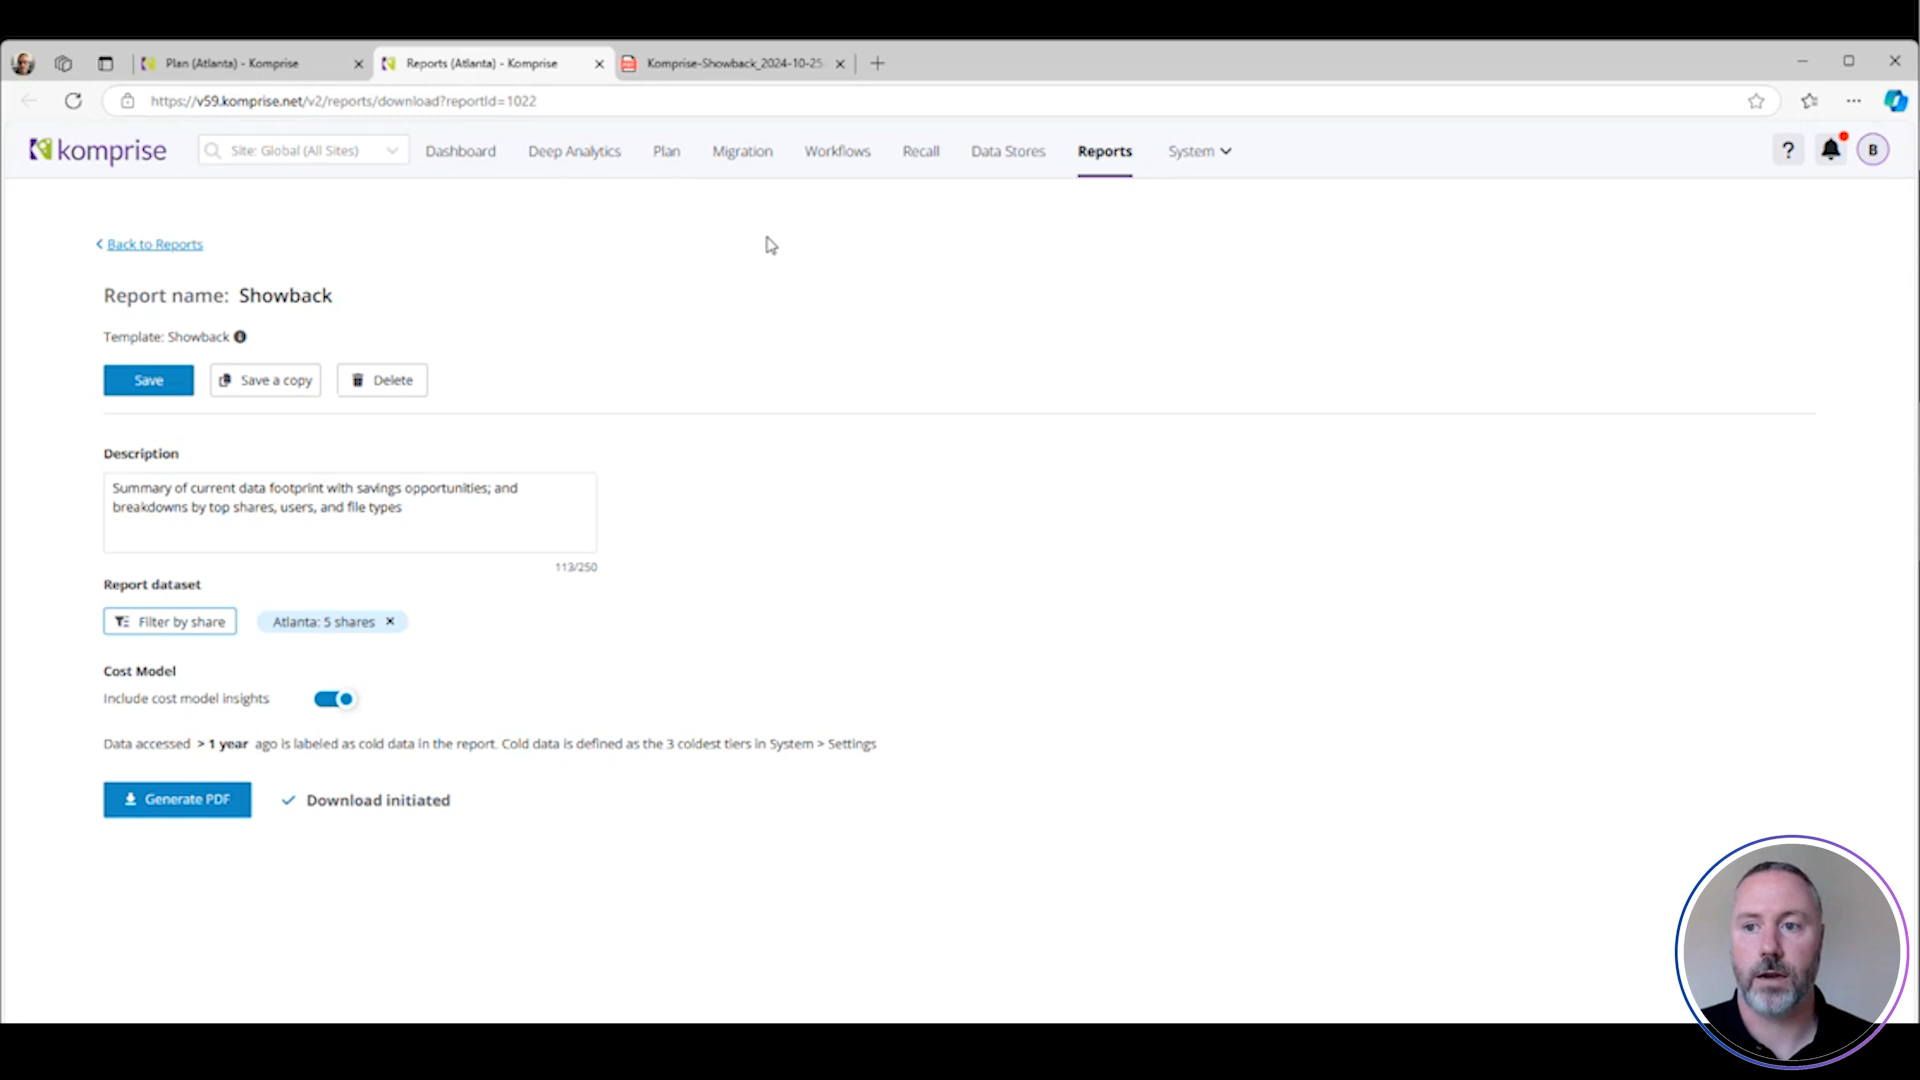 Plan (Atlanta) - Komprise
Reports (Atlanta) - Komprise
Komprise-Showback_2024-10-25
https://v59.komprise.net/v2/reports/download?reportId=1022
komprise
Site: Global (All Sites)
Dashboard
Deep Analytics
Plan
Migration
Workflows
Recall
Data Stores
Reports
System
?
B
Back to Reports
Report name: Showback
Template: Showback
Save
Save a copy
Delete
Description
Summary of current data footprint with savings opportunities; and
breakdowns by top shares, users, and file types
113/250
Report dataset
Filter by share
Atlanta: 5 shares
Cost Model
Include cost model insights
Data accessed > 1 year ago is labeled as cold data in the report. Cold data is defined as the 3 coldest tiers in System > Settings
Generate PDF
Download initiated